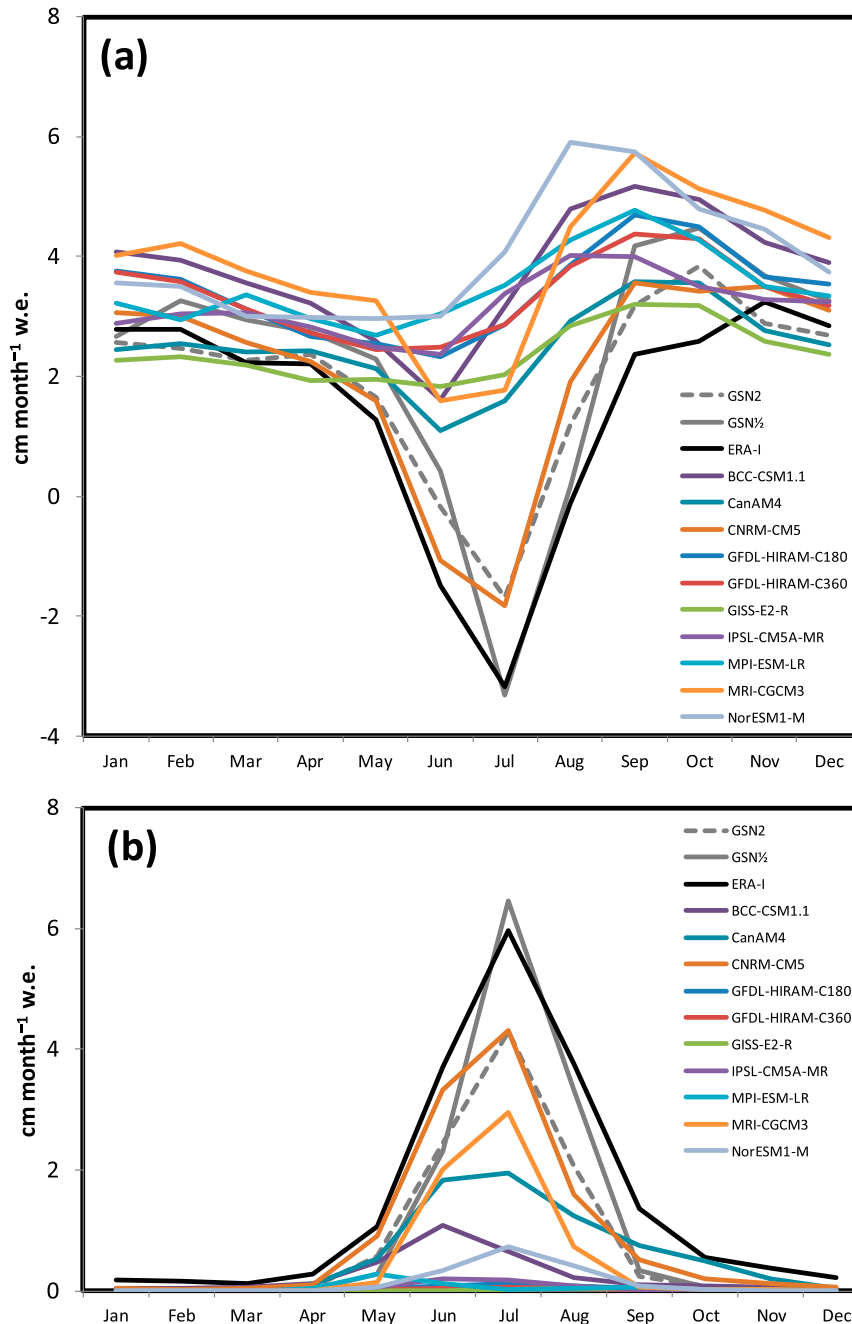 (a)
cm month⁻¹ w.e.
8
6
4
2
0
-2
-4
GSN2
GSN½
ERA-I
BCC-CSM1.1
CanAM4
CNRM-CM5
GFDL-HIRAM-C180
GFDL-HIRAM-C360
GISS-E2-R
IPSL-CM5A-MR
MPI-ESM-LR
MRI-CGCM3
NorESM1-M
Jan Feb Mar Apr May Jun Jul Aug Sep Oct Nov Dec
(b)
cm month⁻¹ w.e.
8
6
4
2
0
GSN2
GSN½
ERA-I
BCC-CSM1.1
CanAM4
CNRM-CM5
GFDL-HIRAM-C180
GFDL-HIRAM-C360
GISS-E2-R
IPSL-CM5A-MR
MPI-ESM-LR
MRI-CGCM3
NorESM1-M
Jan Feb Mar Apr May Jun Jul Aug Sep Oct Nov Dec